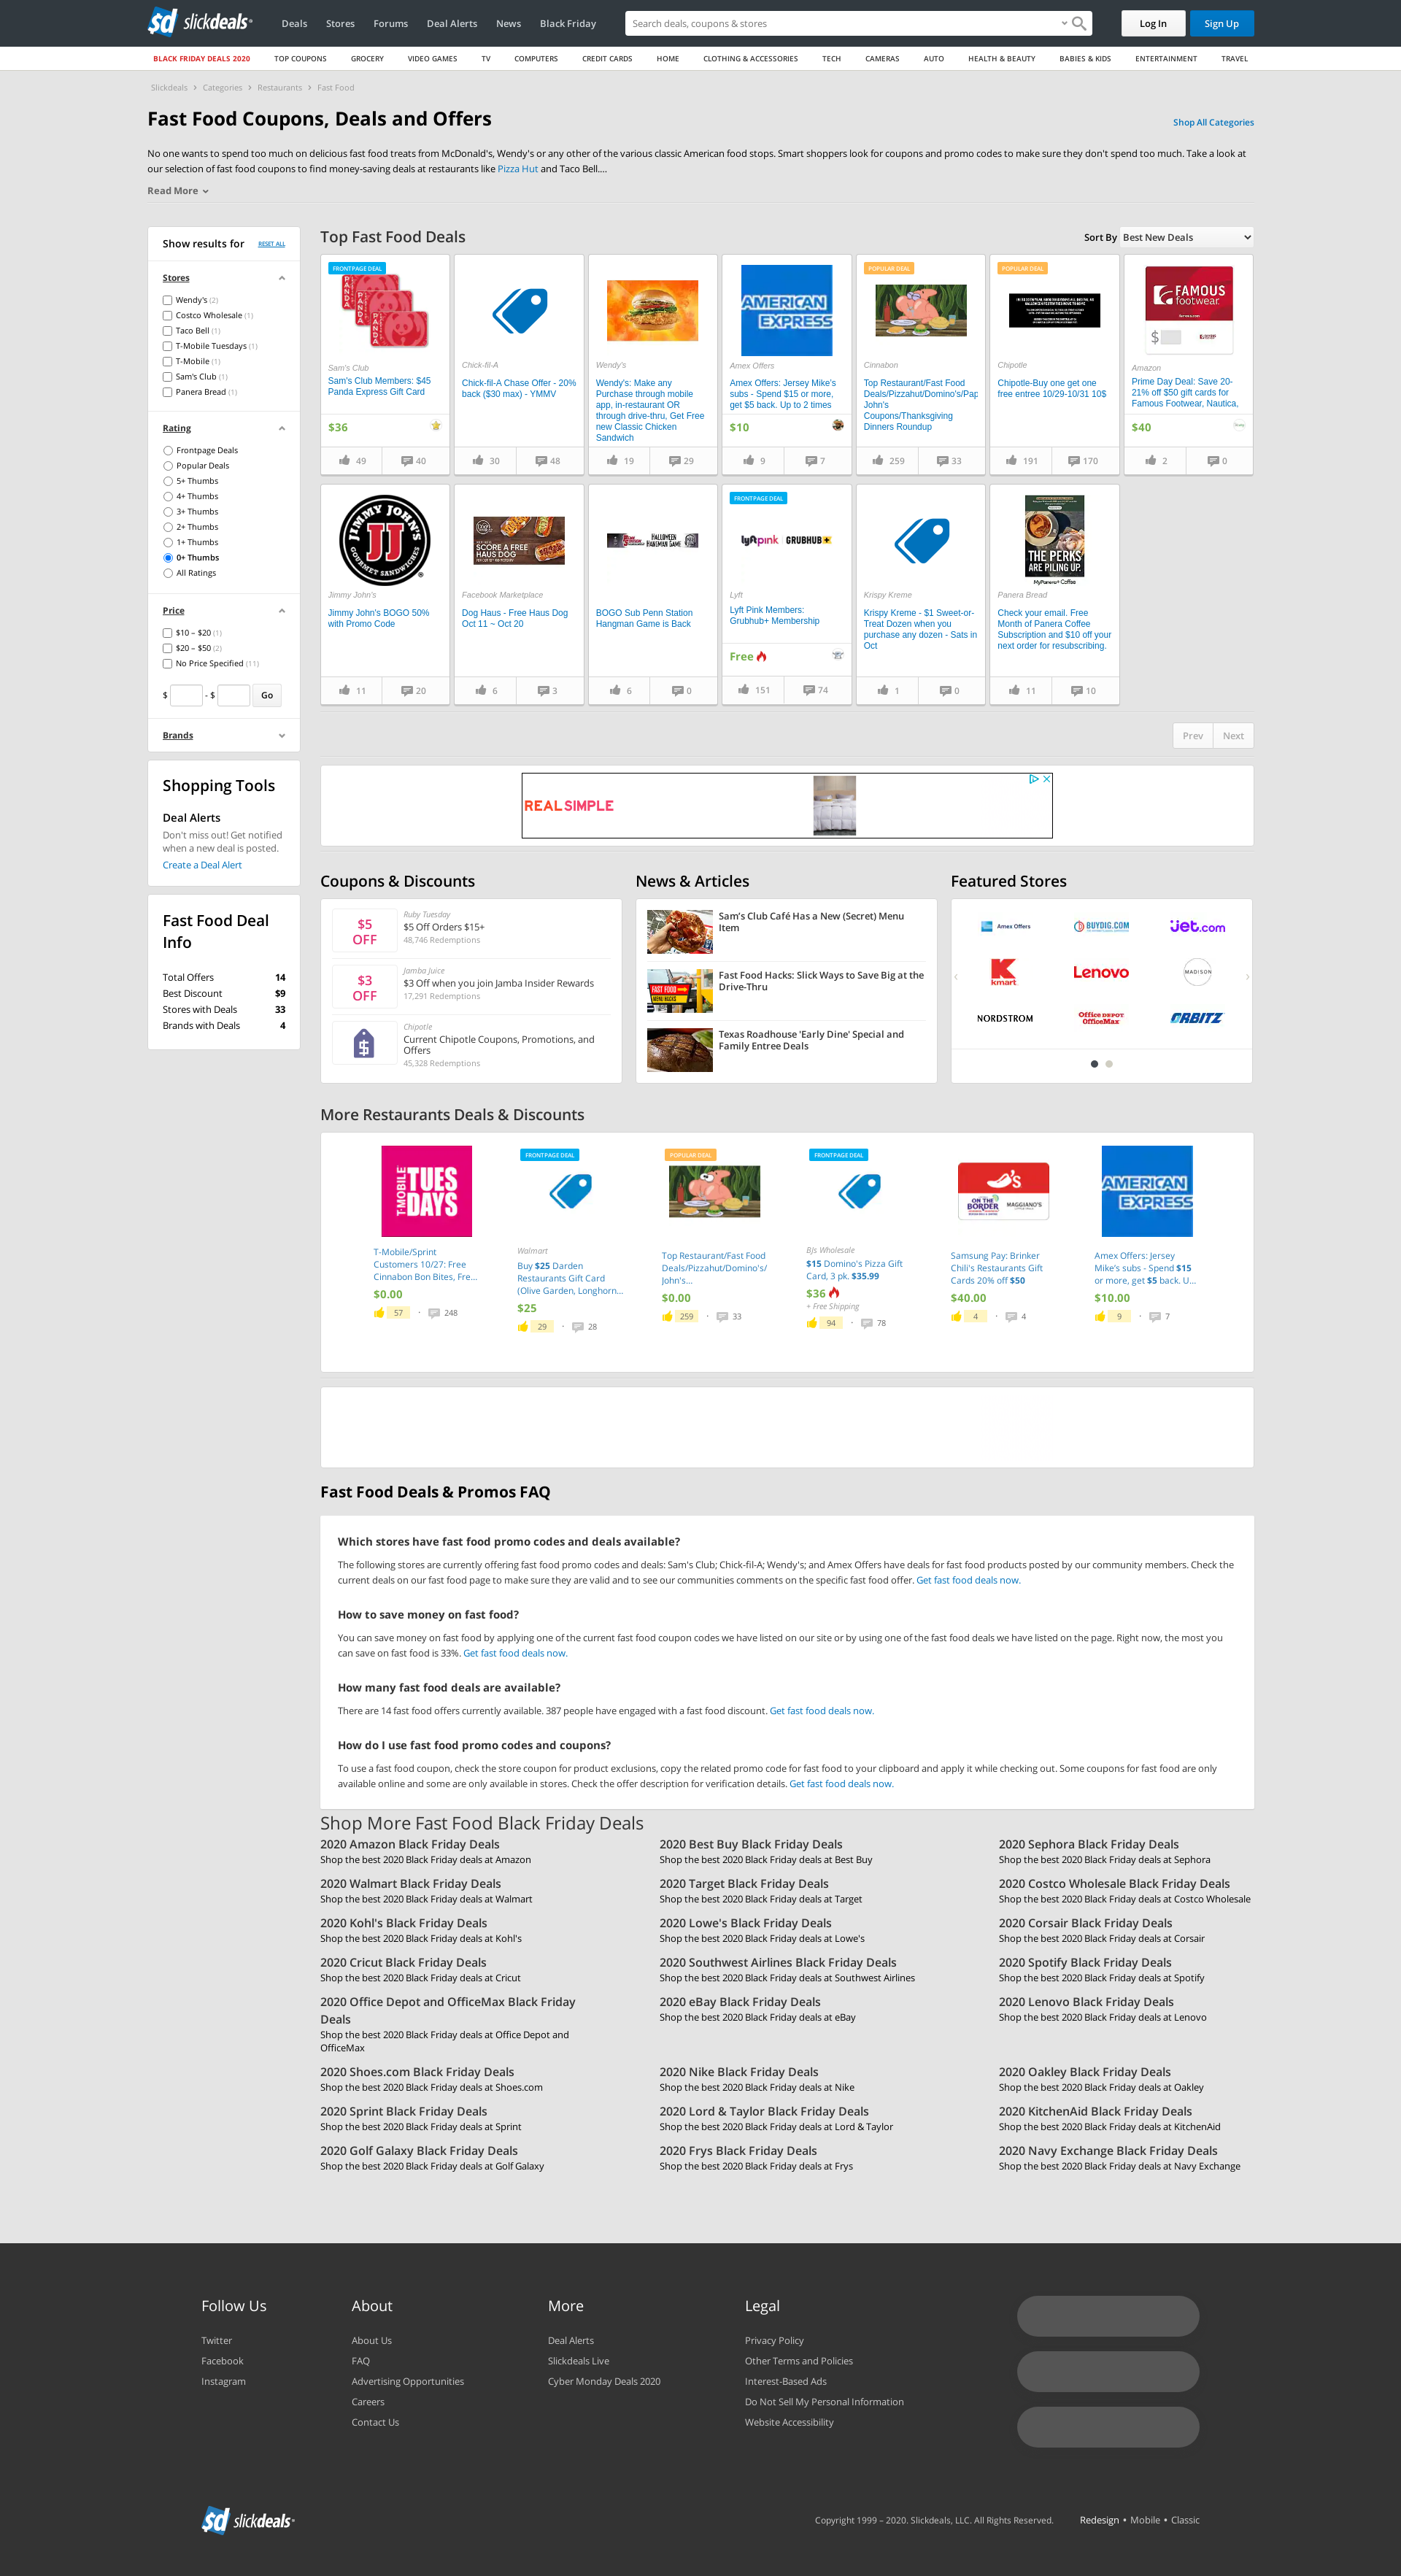 slickdeals
Deals
Stores
Forums
Deal Alerts
News
Black Friday
Search deals, coupons & stores
Log In
Sign Up
BLACK FRIDAY DEALS 2020
TOP COUPONS
GROCERY
VIDEO GAMES
TV
COMPUTERS
CREDIT CARDS
HOME
CLOTHING & ACCESSORIES
TECH
CAMERAS
AUTO
HEALTH & BEAUTY
BABIES & KIDS
ENTERTAINMENT
TRAVEL
Slickdeals › Categories › Restaurants › Fast Food
Fast Food Coupons, Deals and Offers
Shop All Categories
No one wants to spend too much on delicious fast food treats from McDonald's, Wendy's or any other of the various classic American food stops. Smart shoppers look for coupons and promo codes to make sure they don't spend too much. Take a look at
our selection of fast food coupons to find money-saving deals at restaurants like Pizza Hut and Taco Bell....
Read More
Show results for
RESET ALL
Stores
Wendy's (2)
Costco Wholesale (1)
Taco Bell (1)
T-Mobile Tuesdays (1)
T-Mobile (1)
Sam's Club (1)
Panera Bread (1)
Rating
Frontpage Deals
Popular Deals
5+ Thumbs
4+ Thumbs
3+ Thumbs
2+ Thumbs
1+ Thumbs
0+ Thumbs
All Ratings
Price
$10 – $20 (1)
$20 – $50 (2)
No Price Specified (11)
$ - $ Go
Brands
Shopping Tools
Deal Alerts
Don't miss out! Get notified
when a new deal is posted.
Create a Deal Alert
Fast Food Deal
Info
Total Offers 14
Best Discount $9
Stores with Deals 33
Brands with Deals 4
Top Fast Food Deals
Sort By Best New Deals
FRONTPAGE DEAL
PANDA
PANDA
PANDA
Sam's Club
Sam's Club Members: $45
Panda Express Gift Card
$36
49
40
Chick-fil-A
Chick-fil-A Chase Offer - 20%
back ($30 max) - YMMV
30
48
Wendy's
Wendy's: Make any
Purchase through mobile
app, in-restaurant OR
through drive-thru, Get Free
new Classic Chicken
Sandwich
19
29
AMERICAN
EXPRESS
Amex Offers
Amex Offers: Jersey Mike's
subs - Spend $15 or more,
get $5 back. Up to 2 times
$10
9
7
POPULAR DEAL
Cinnabon
Top Restaurant/Fast Food
Deals/Pizzahut/Domino's/Pap
John's
Coupons/Thanksgiving
Dinners Roundup
259
33
POPULAR DEAL
Chipotle
Chipotle-Buy one get one
free entree 10/29-10/31 10$
191
170
FAMOUS
footwear
$
Amazon
Prime Day Deal: Save 20-
21% off $50 gift cards for
Famous Footwear, Nautica,
$40
2
0
JIMMY JOHN'S
JJ
GOURMET SANDWICHES
Jimmy John's
Jimmy John's BOGO 50%
with Promo Code
11
20
SCORE A FREE
HAUS DOG
Facebook Marketplace
Dog Haus - Free Haus Dog
Oct 11 ~ Oct 20
6
3
HALLOWEEN
HANGMAN GAME
BOGO Sub Penn Station
Hangman Game is Back
6
0
FRONTPAGE DEAL
lyft pink GRUBHUB+
Lyft
Lyft Pink Members:
Grubhub+ Membership
Free
151
74
Krispy Kreme
Krispy Kreme - $1 Sweet-or-
Treat Dozen when you
purchase any dozen - Sats in
Oct
1
0
THE PERKS
ARE PILING UP.
MyPanera+ Coffee
Panera Bread
Check your email. Free
Month of Panera Coffee
Subscription and $10 off your
next order for resubscribing.
11
10
Prev
Next
REAL SIMPLE
Coupons & Discounts
$5
OFF
Ruby Tuesday
$5 Off Orders $15+
48,746 Redemptions
$3
OFF
Jamba Juice
$3 Off when you join Jamba Insider Rewards
17,291 Redemptions
Chipotle
Current Chipotle Coupons, Promotions, and
Offers
45,328 Redemptions
News & Articles
Sam's Club Café Has a New (Secret) Menu
Item
FAST FOOD
MENU HACKS
Fast Food Hacks: Slick Ways to Save Big at the
Drive-Thru
Texas Roadhouse 'Early Dine' Special and
Family Entree Deals
Featured Stores
Amex Offers
BUYDIG.COM
jet.com
kmart
Lenovo
MADISON
NORDSTROM
Office DEPOT
OfficeMax
ORBITZ
More Restaurants Deals & Discounts
T-MOBILE
TUES
DAYS
T-Mobile/Sprint
Customers 10/27: Free
Cinnabon Bon Bites, Fre...
$0.00
57
248
FRONTPAGE DEAL
Walmart
Buy $25 Darden
Restaurants Gift Card
(Olive Garden, Longhorn...
$25
29
28
POPULAR DEAL
Top Restaurant/Fast Food
Deals/Pizzahut/Domino's/
John's...
$0.00
259
33
FRONTPAGE DEAL
BJs Wholesale
$15 Domino's Pizza Gift
Card, 3 pk. $35.99
$36
+ Free Shipping
94
78
ON THE
BORDER
MAGGIANO'S
Samsung Pay: Brinker
Chili's Restaurants Gift
Cards 20% off $50
$40.00
4
4
AMERICAN
EXPRESS
Amex Offers: Jersey
Mike's subs - Spend $15
or more, get $5 back. U...
$10.00
9
7
Fast Food Deals & Promos FAQ
Which stores have fast food promo codes and deals available?
The following stores are currently offering fast food promo codes and deals: Sam's Club; Chick-fil-A; Wendy's; and Amex Offers have deals for fast food products posted by our community members. Check the
current deals on our fast food page to make sure they are valid and to see our communities comments on the specific fast food offer. Get fast food deals now.
How to save money on fast food?
You can save money on fast food by applying one of the current fast food coupon codes we have listed on our site or by using one of the fast food deals we have listed on the page. Right now, the most you
can save on fast food is 33%. Get fast food deals now.
How many fast food deals are available?
There are 14 fast food offers currently available. 387 people have engaged with a fast food discount. Get fast food deals now.
How do I use fast food promo codes and coupons?
To use a fast food coupon, check the store coupon for product exclusions, copy the related promo code for fast food to your clipboard and apply it while checking out. Some coupons for fast food are only
available online and some are only available in stores. Check the offer description for verification details. Get fast food deals now.
Shop More Fast Food Black Friday Deals
2020 Amazon Black Friday Deals
Shop the best 2020 Black Friday deals at Amazon
2020 Best Buy Black Friday Deals
Shop the best 2020 Black Friday deals at Best Buy
2020 Sephora Black Friday Deals
Shop the best 2020 Black Friday deals at Sephora
2020 Walmart Black Friday Deals
Shop the best 2020 Black Friday deals at Walmart
2020 Target Black Friday Deals
Shop the best 2020 Black Friday deals at Target
2020 Costco Wholesale Black Friday Deals
Shop the best 2020 Black Friday deals at Costco Wholesale
2020 Kohl's Black Friday Deals
Shop the best 2020 Black Friday deals at Kohl's
2020 Lowe's Black Friday Deals
Shop the best 2020 Black Friday deals at Lowe's
2020 Corsair Black Friday Deals
Shop the best 2020 Black Friday deals at Corsair
2020 Cricut Black Friday Deals
Shop the best 2020 Black Friday deals at Cricut
2020 Southwest Airlines Black Friday Deals
Shop the best 2020 Black Friday deals at Southwest Airlines
2020 Spotify Black Friday Deals
Shop the best 2020 Black Friday deals at Spotify
2020 Office Depot and OfficeMax Black Friday
Deals
Shop the best 2020 Black Friday deals at Office Depot and
OfficeMax
2020 eBay Black Friday Deals
Shop the best 2020 Black Friday deals at eBay
2020 Lenovo Black Friday Deals
Shop the best 2020 Black Friday deals at Lenovo
2020 Shoes.com Black Friday Deals
Shop the best 2020 Black Friday deals at Shoes.com
2020 Nike Black Friday Deals
Shop the best 2020 Black Friday deals at Nike
2020 Oakley Black Friday Deals
Shop the best 2020 Black Friday deals at Oakley
2020 Sprint Black Friday Deals
Shop the best 2020 Black Friday deals at Sprint
2020 Lord & Taylor Black Friday Deals
Shop the best 2020 Black Friday deals at Lord & Taylor
2020 KitchenAid Black Friday Deals
Shop the best 2020 Black Friday deals at KitchenAid
2020 Golf Galaxy Black Friday Deals
Shop the best 2020 Black Friday deals at Golf Galaxy
2020 Frys Black Friday Deals
Shop the best 2020 Black Friday deals at Frys
2020 Navy Exchange Black Friday Deals
Shop the best 2020 Black Friday deals at Navy Exchange
Follow Us
Twitter
Facebook
Instagram
About
About Us
FAQ
Advertising Opportunities
Careers
Contact Us
More
Deal Alerts
Slickdeals Live
Cyber Monday Deals 2020
Legal
Privacy Policy
Other Terms and Policies
Interest-Based Ads
Do Not Sell My Personal Information
Website Accessibility
slickdeals
Copyright 1999 – 2020. Slickdeals, LLC. All Rights Reserved.
Redesign • Mobile • Classic